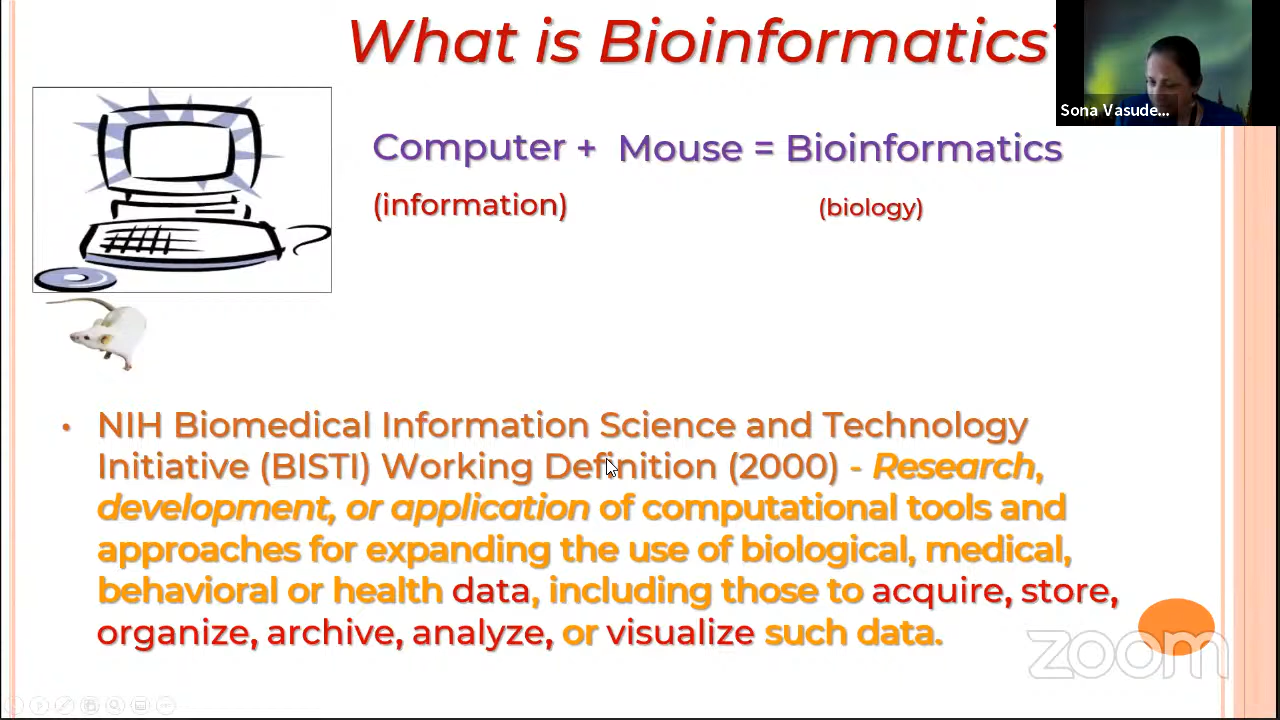 What is Bioinformatics?
Sona Vasude...
Computer + Mouse = Bioinformatics
(information) (biology)
• NIH Biomedical Information Science and Technology
Initiative (BISTI) Working Definition (2000) - Research,
development, or application of computational tools and
approaches for expanding the use of biological, medical,
behavioral or health data, including those to acquire, store,
organize, archive, analyze, or visualize such data.
zoom